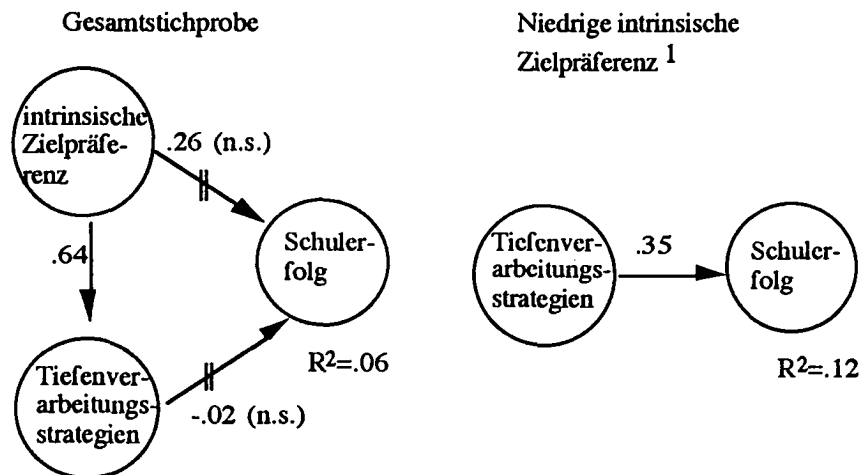 Gesamtstichprobe
intrinsische
Zielpräfe-
renz
.26 (n.s.)
.64
Schuler-
folg
R²=.06
Tiefenver-
arbeitungs-
strategien
-.02 (n.s.)
Niedrige intrinsische
Zielpräferenz 1
Tiefenver-
arbeitungs-
strategien
.35
Schuler-
folg
R²=.12